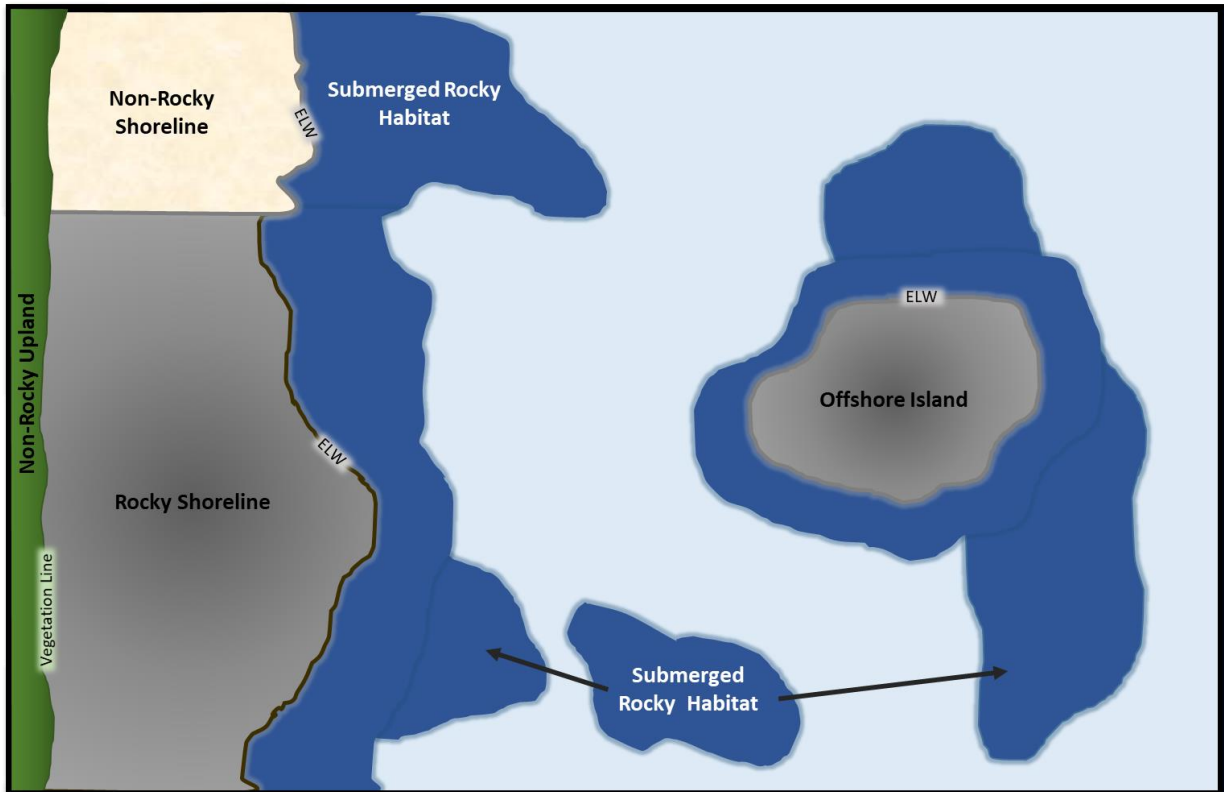 Non-Rocky
Shoreline
ELW
Submerged Rocky
Habitat
Non-Rocky Upland
Vegetation Line
Rocky Shoreline
ELW
ELW
Offshore Island
Submerged
Rocky Habitat